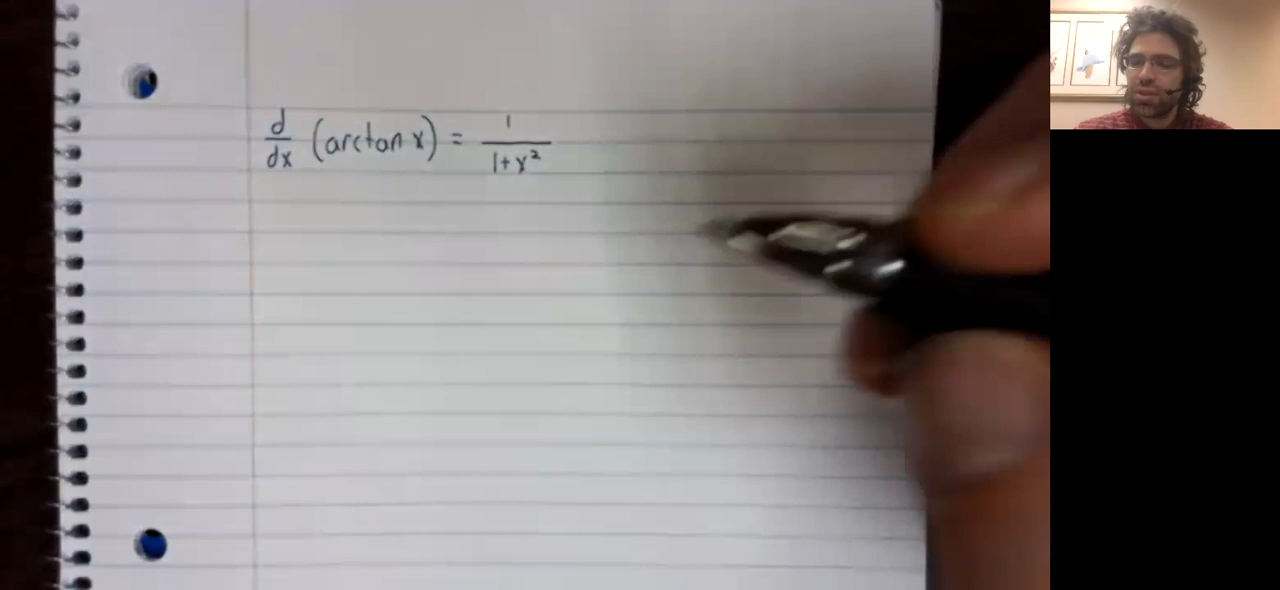 d/dx (arctan x) = 1/(1+x²)